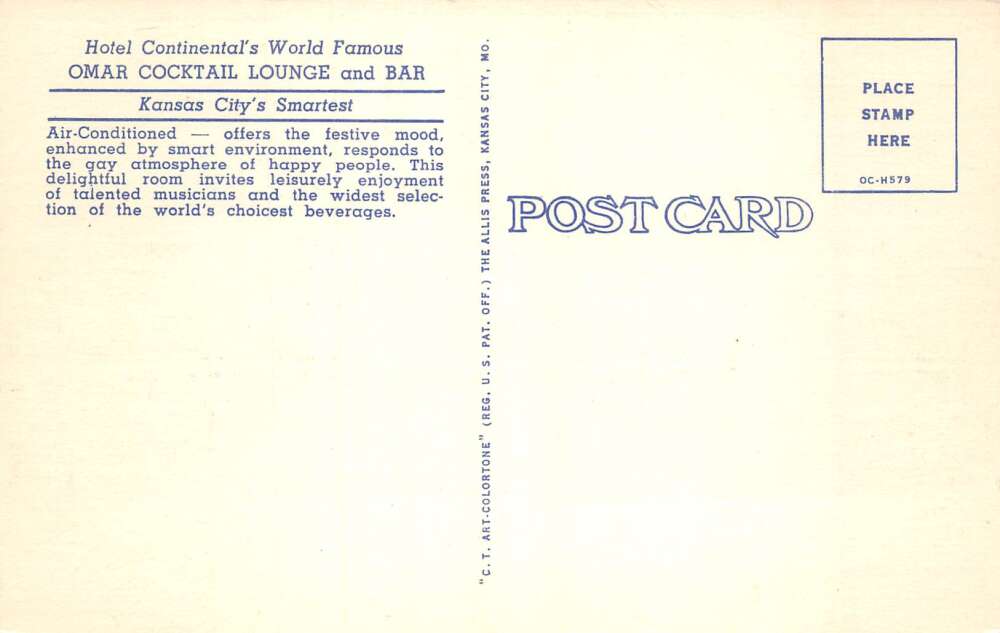 Hotel Continental's World Famous
OMAR COCKTAIL LOUNGE and BAR
Kansas City's Smartest
Air-Conditioned — offers the festive mood,
enhanced by smart environment, responds to
the gay atmosphere of happy people. This
delightful room invites leisurely enjoyment
of talented musicians and the widest selec-
tion of the world's choicest beverages.
"C. T. ART-COLORTONE" (REG. U. S. PAT. OFF.) THE ALLIS PRESS, KANSAS CITY, MO.
POST CARD
PLACE
STAMP
HERE
OC-H579